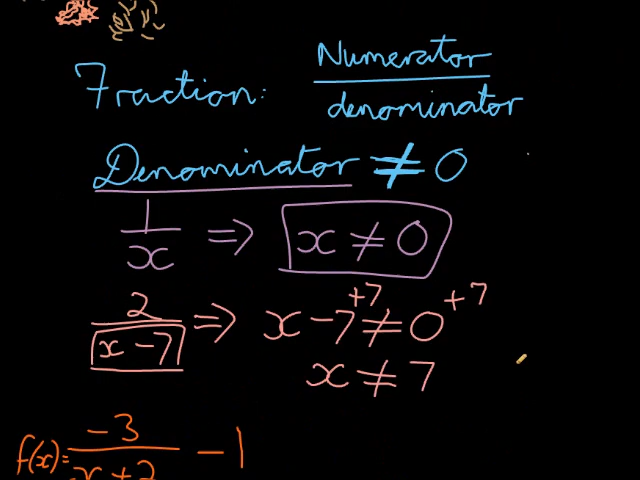 Fraction: Numerator / denominator
Denominator ≠ 0
1/x ⇒ x ≠ 0
2/(x - 7) ⇒ x - 7 +7 ≠ 0 +7
x ≠ 7
f(x) = -3/(x + 2) - 1